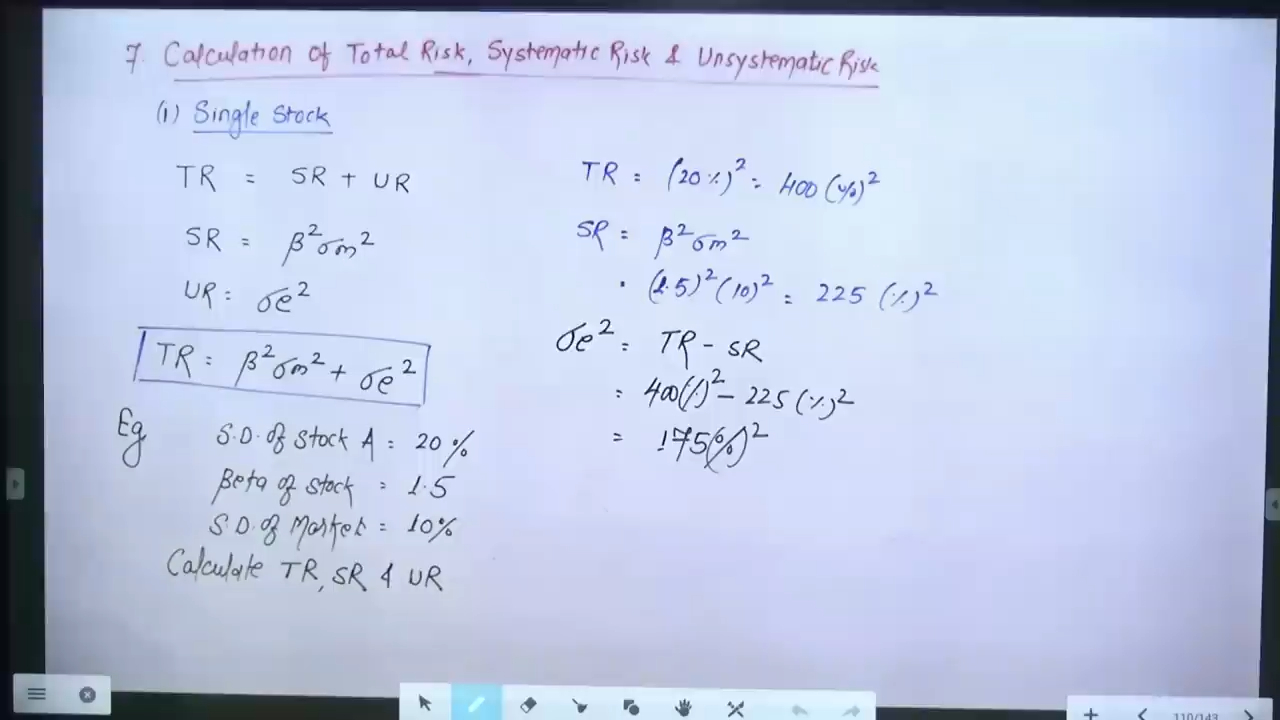 7. Calculation of Total Risk, Systematic Risk & Unsystematic Risk
(1) Single Stock
TR = SR + UR
SR = β²σm²
UR = σe²
TR = β²σm² + σe²
Eg S.D. of Stock A = 20%
Beta of Stock = 1.5
S.D. of Market = 10%
Calculate TR, SR & UR
TR = (20%)² = 400(%)²
SR = β²σm²
= (1.5)²(10)² = 225 (%)²
σe² = TR - SR
= 400(%)² - 225(%)²
= 175(%)²
110/143